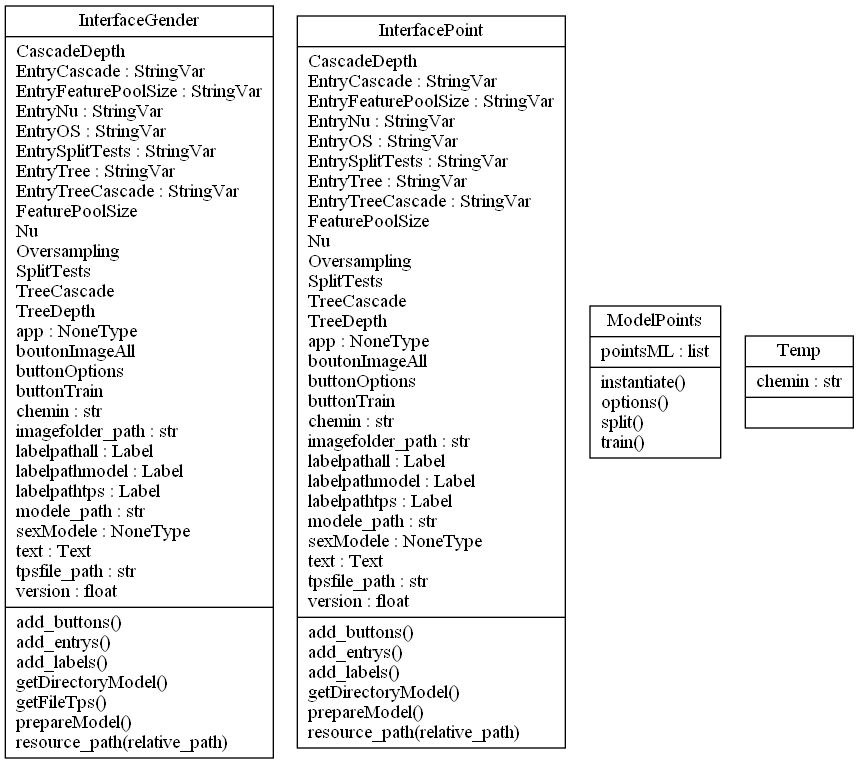 InterfaceGender
CascadeDepth
EntryCascade : StringVar
EntryFeaturePoolSize : StringVar
EntryNu : StringVar
EntryOS : StringVar
EntrySplitTests : StringVar
EntryTree : StringVar
EntryTreeCascade : StringVar
FeaturePoolSize
Nu
Oversampling
SplitTests
TreeCascade
TreeDepth
app : NoneType
boutonImageAll
buttonOptions
buttonTrain
chemin : str
imagefolder_path : str
labelpathall : Label
labelpathmodel : Label
labelpathtps : Label
modele_path : str
sexModele : NoneType
text : Text
tpsfile_path : str
version : float
add_buttons()
add_entrys()
add_labels()
getDirectoryModel()
getFileTps()
prepareModel()
resource_path(relative_path)
InterfacePoint
CascadeDepth
EntryCascade : StringVar
EntryFeaturePoolSize : StringVar
EntryNu : StringVar
EntryOS : StringVar
EntrySplitTests : StringVar
EntryTree : StringVar
EntryTreeCascade : StringVar
FeaturePoolSize
Nu
Oversampling
SplitTests
TreeCascade
TreeDepth
app : NoneType
boutonImageAll
buttonOptions
buttonTrain
chemin : str
imagefolder_path : str
labelpathall : Label
labelpathmodel : Label
labelpathtps : Label
modele_path : str
sexModele : NoneType
text : Text
tpsfile_path : str
version : float
add_buttons()
add_entrys()
add_labels()
getDirectoryModel()
prepareModel()
resource_path(relative_path)
ModelPoints
pointsML : list
instantiate()
options()
split()
train()
Temp
chemin : str